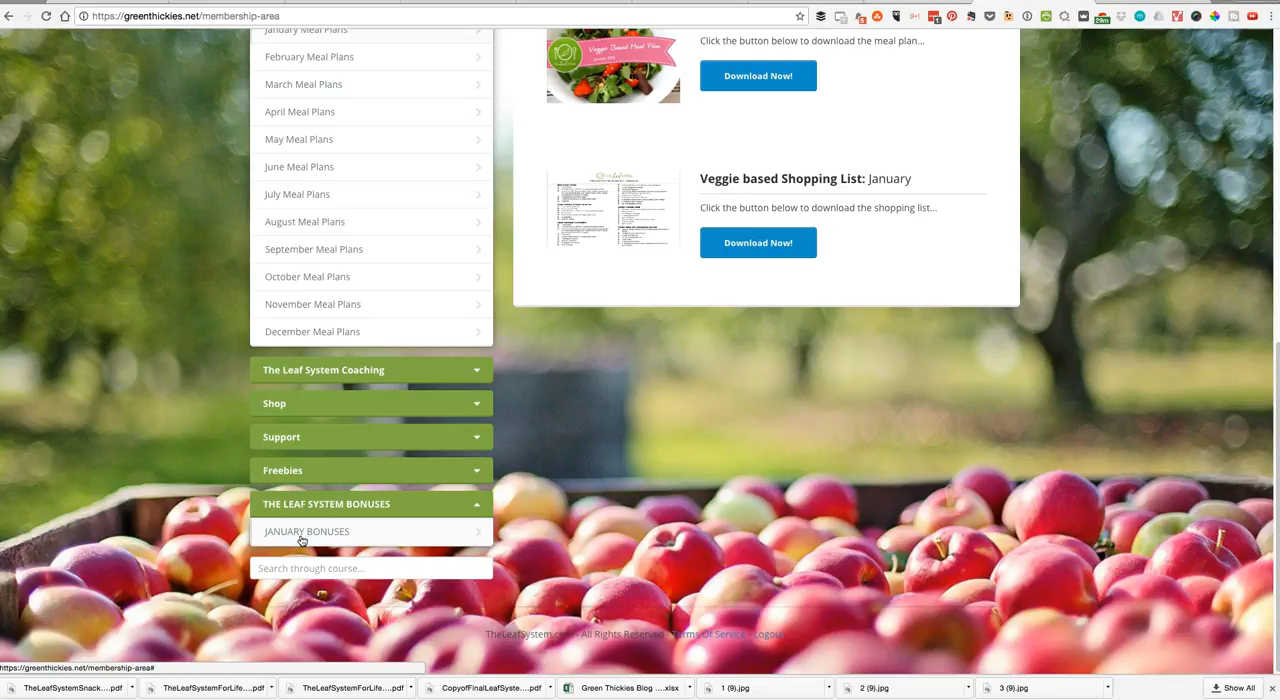 https://greenthickies.net/membership-area
January Meal Plans
February Meal Plans
March Meal Plans
April Meal Plans
May Meal Plans
June Meal Plans
July Meal Plans
August Meal Plans
September Meal Plans
October Meal Plans
November Meal Plans
December Meal Plans
The Leaf System Coaching
Shop
Support
Freebies
THE LEAF SYSTEM BONUSES
JANUARY BONUSES
Search through course...
Veggie Based Meal Plan
Click the button below to download the meal plan...
Download Now!
Veggie based Shopping List: January
Click the button below to download the shopping list...
Download Now!
TheLeafSystem.com - All Rights Reserved - Terms Of Service - Logout
https://greenthickies.net/membership-area#
TheLeafSystemSnack....pdf
TheLeafSystemForLife....pdf
TheLeafSystemForLife....pdf
CopyofFinalLeafSyste....pdf
Green Thickies Blog ....xlsx
1 (9).jpg
2 (9).jpg
3 (9).jpg
Show All